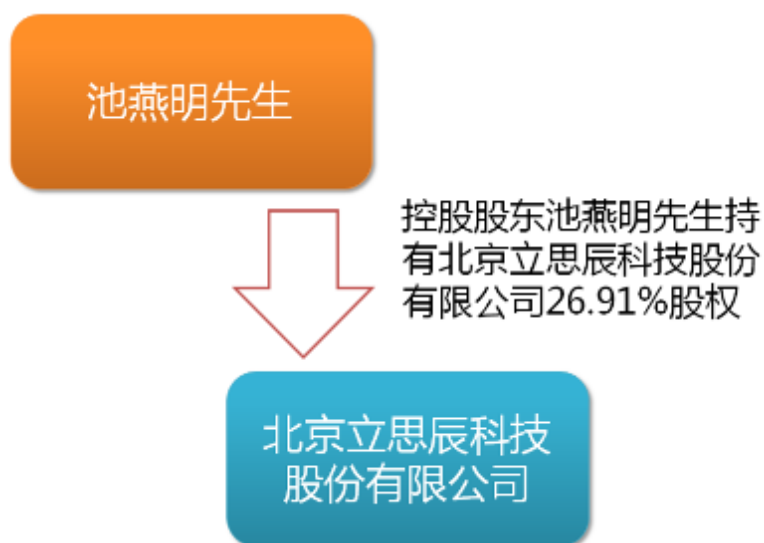 池燕明先生
控股股东池燕明先生持
有北京立思辰科技股份
有限公司26.91%股权
北京立思辰科技
股份有限公司